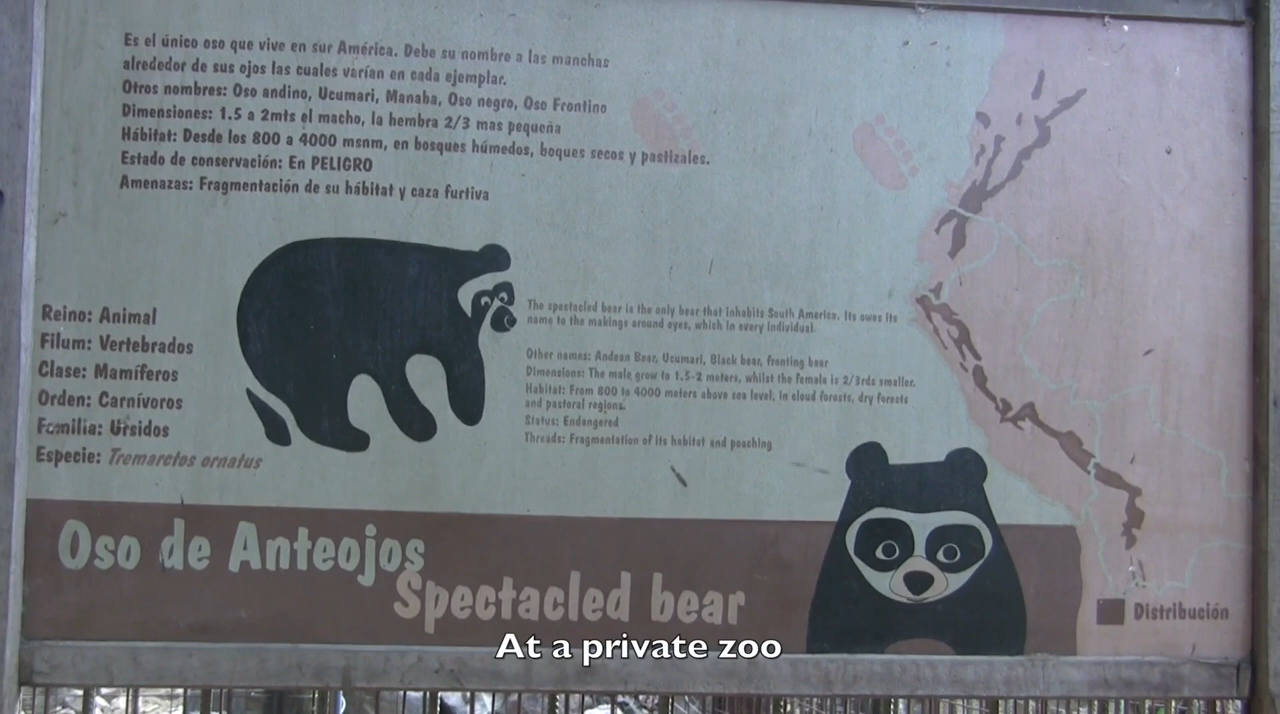 Es el único oso que vive en sur América. Debe su nombre a las manchas
alrededor de sus ojos las cuales varían en cada ejemplar.
Otros nombres: Oso andino, Ucumari, Manaba, Oso negro, Oso Frontino
Dimensiones: 1.5 a 2mts el macho, la hembra 2/3 mas pequeña
Hábitat: Desde los 800 a 4000 msnm, en bosques húmedos, boques secos y pastizales.
Estado de conservación: En PELIGRO
Amenazas: Fragmentación de su hábitat y caza furtiva
Reino: Animal
Filum: Vertebrados
Clase: Mamíferos
Orden: Carnívoros
Familia: Ursidos
Especie: Tremarctos ornatus
The spectacled bear is the only bear that inhabits South America. Its owes its
name to the makings around eyes, which in every individual.
Other names: Andean Bear, Ucumari, Black bear, fronting bear
Dimensions: The male grow to 1.5-2 meters, whilst the female is 2/3rds smaller.
Habitat: From 800 to 4000 meters above sea level, in cloud forests, dry forests
and pastoral regions.
Status: Endangered
Threads: Fragmentation of its habitat and poaching
Oso de Anteojos
Spectacled bear
Distribución
At a private zoo